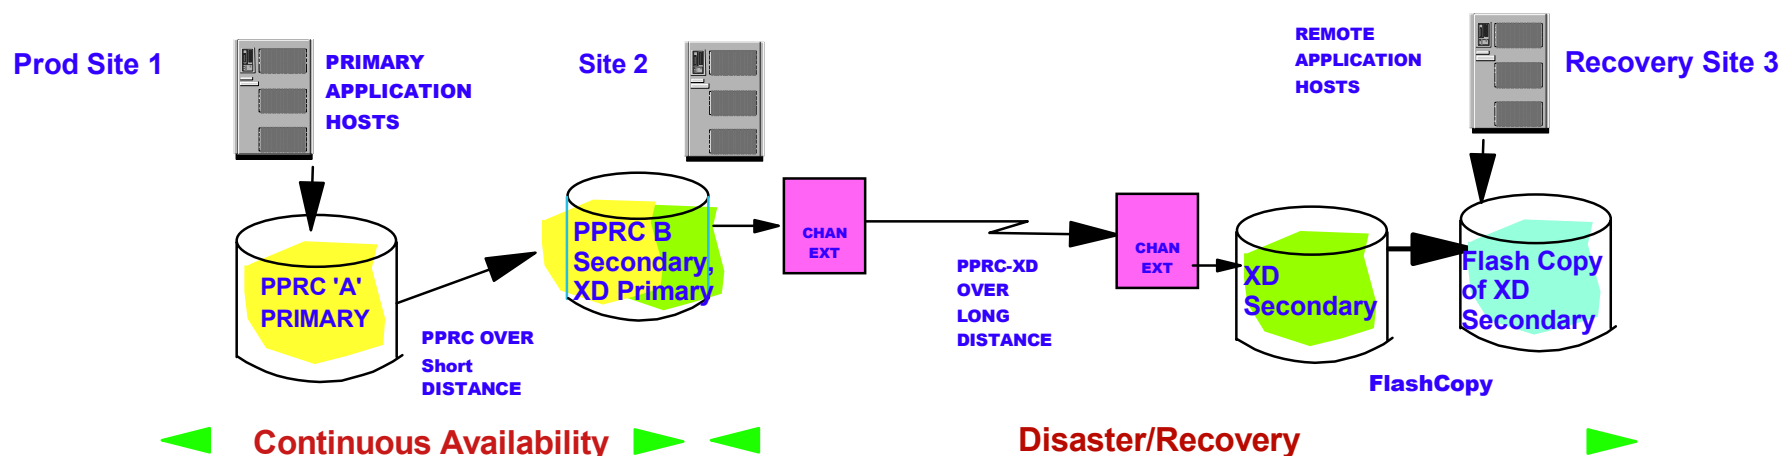 Prod Site 1
PRIMARY
APPLICATION
HOSTS
Site 2
REMOTE
APPLICATION
HOSTS
Recovery Site 3
PPRC 'A'
PRIMARY
PPRC OVER
Short
DISTANCE
PPRC B
Secondary,
XD Primary
CHAN
EXT
PPRC-XD
OVER
LONG
DISTANCE
CHAN
EXT
XD
Secondary
Flash Copy
of XD
Secondary
FlashCopy
Continuous Availability
Disaster/Recovery